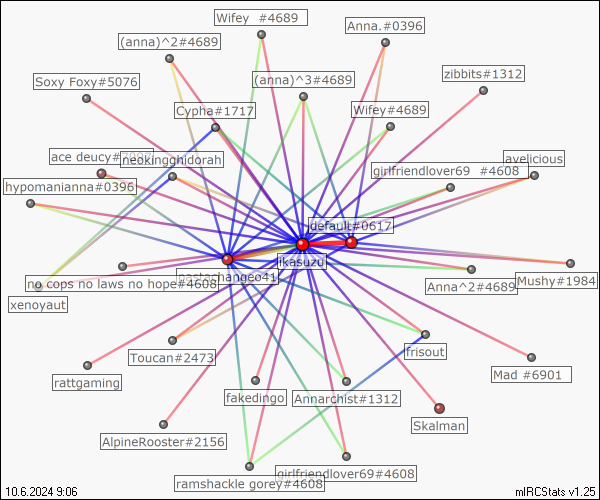 Wifey #4689
Anna.#0396
(anna)^2#4689
zibbits#1312
Soxy Foxy#5076
(anna)^3#4689
Cypha#1717
Wifey#4689
ace deucy#
neokingghidorah
avelicious
girlfriendlover69 #4608
hypomanianna#0396
default#0617
likasuzu
no cops no laws no hope#4608
Anna^2#4689
Mushy#1984
xenoyaut
Toucan#2473
frisout
rattgaming
Mad #6901
fakedingo
Annarchist#1312
Skalman
AlpineRooster#2156
girlfriendlover69#4608
ramshackle gorey#4608
10.6.2024 9:06
mIRCStats v1.25